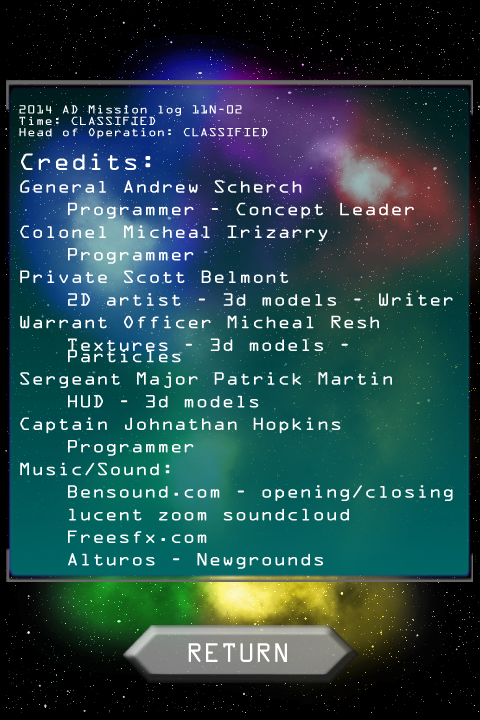 2014 AD Mission log 11N-02
Time: CLASSIFIED
Head of Operation: CLASSIFIED
Credits:
General Andrew Scherch
Programmer - Concept Leader
Colonel Micheal Irizarry
Programmer
Private Scott Belmont
2D artist - 3d models - Writer
Warrant Officer Micheal Resh
Textures - 3d models -
Particles
Sergeant Major Patrick Martin
HUD - 3d models
Captain Johnathan Hopkins
Programmer
Music/Sound:
Bensound.com - opening/closing
lucent zoom soundcloud
Freesfx.com
Alturos - Newgrounds
RETURN